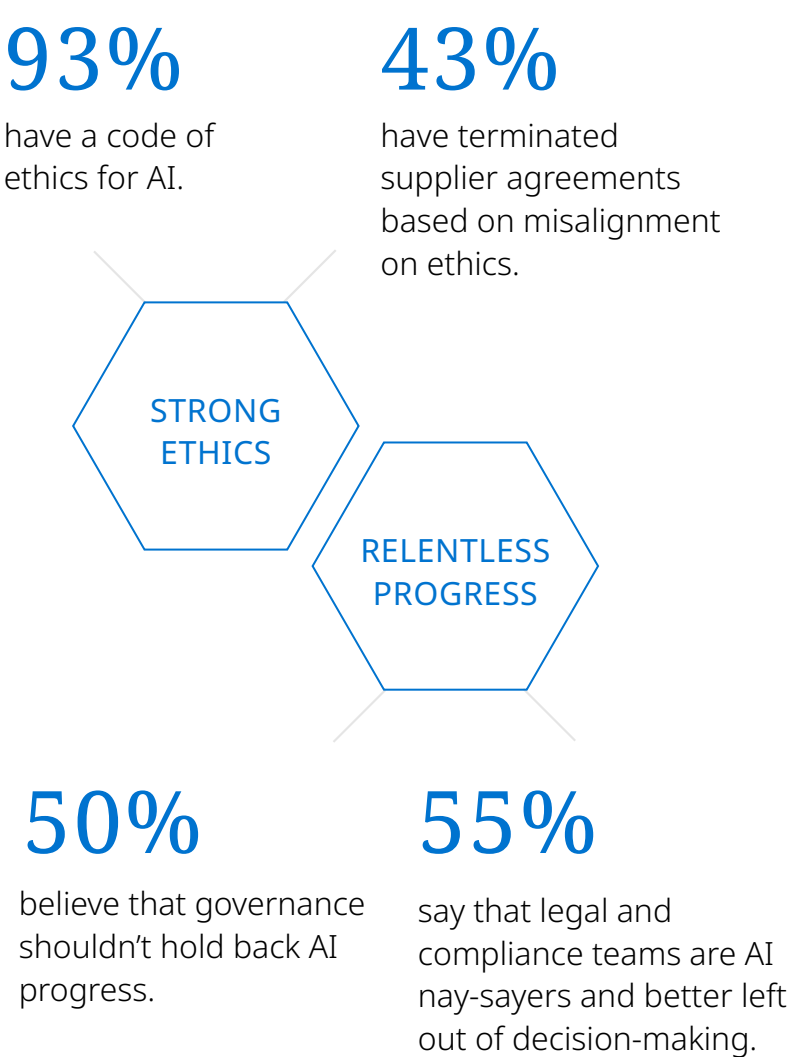 93%
have a code of
ethics for AI.
43%
have terminated
supplier agreements
based on misalignment
on ethics.
STRONG
ETHICS
RELENTLESS
PROGRESS
50%
believe that governance
shouldn’t hold back AI
progress.
55%
say that legal and
compliance teams are AI
nay-sayers and better left
out of decision-making.